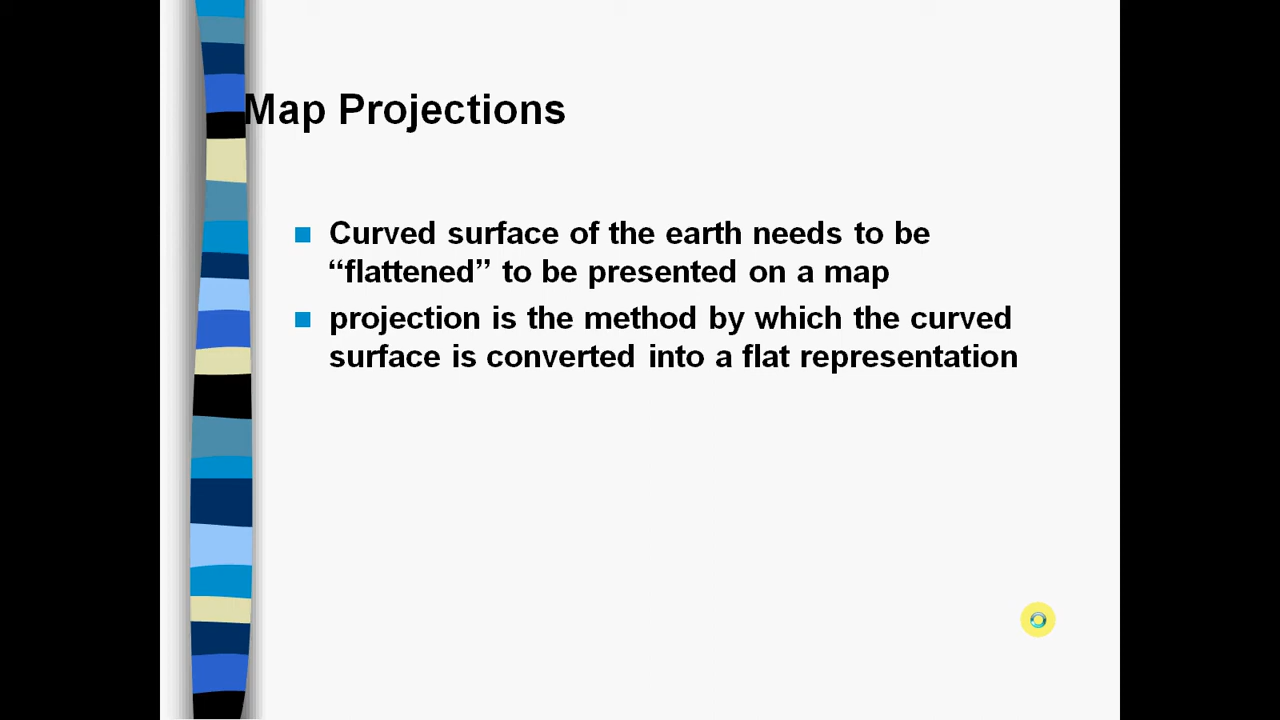 Map Projections
Curved surface of the earth needs to be
“flattened” to be presented on a map
projection is the method by which the curved
surface is converted into a flat representation